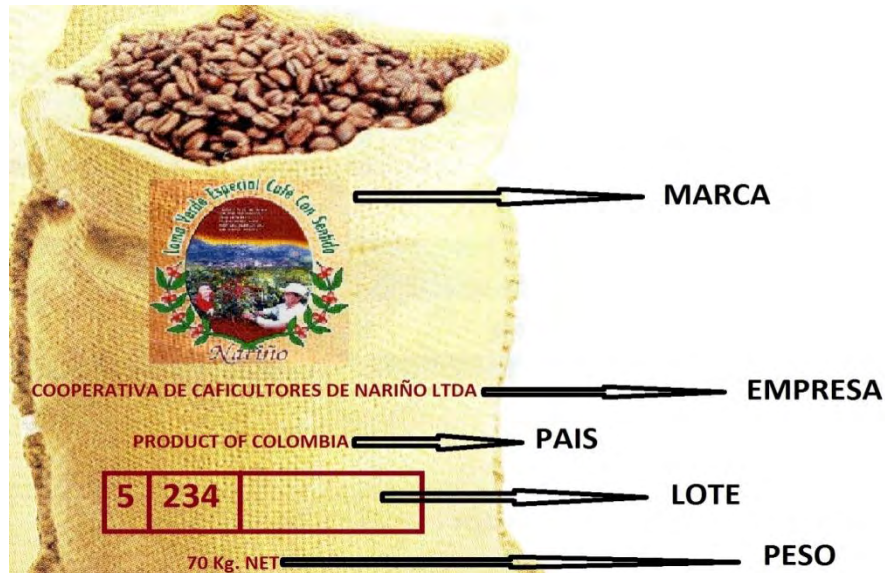 Loma Verde Especial Café Con Sentido
MARCA
Nariño
COOPERATIVA DE CAFICULTORES DE NARIÑO LTDA
EMPRESA
PRODUCT OF COLOMBIA
PAIS
5 234
LOTE
70 Kg. NET
PESO